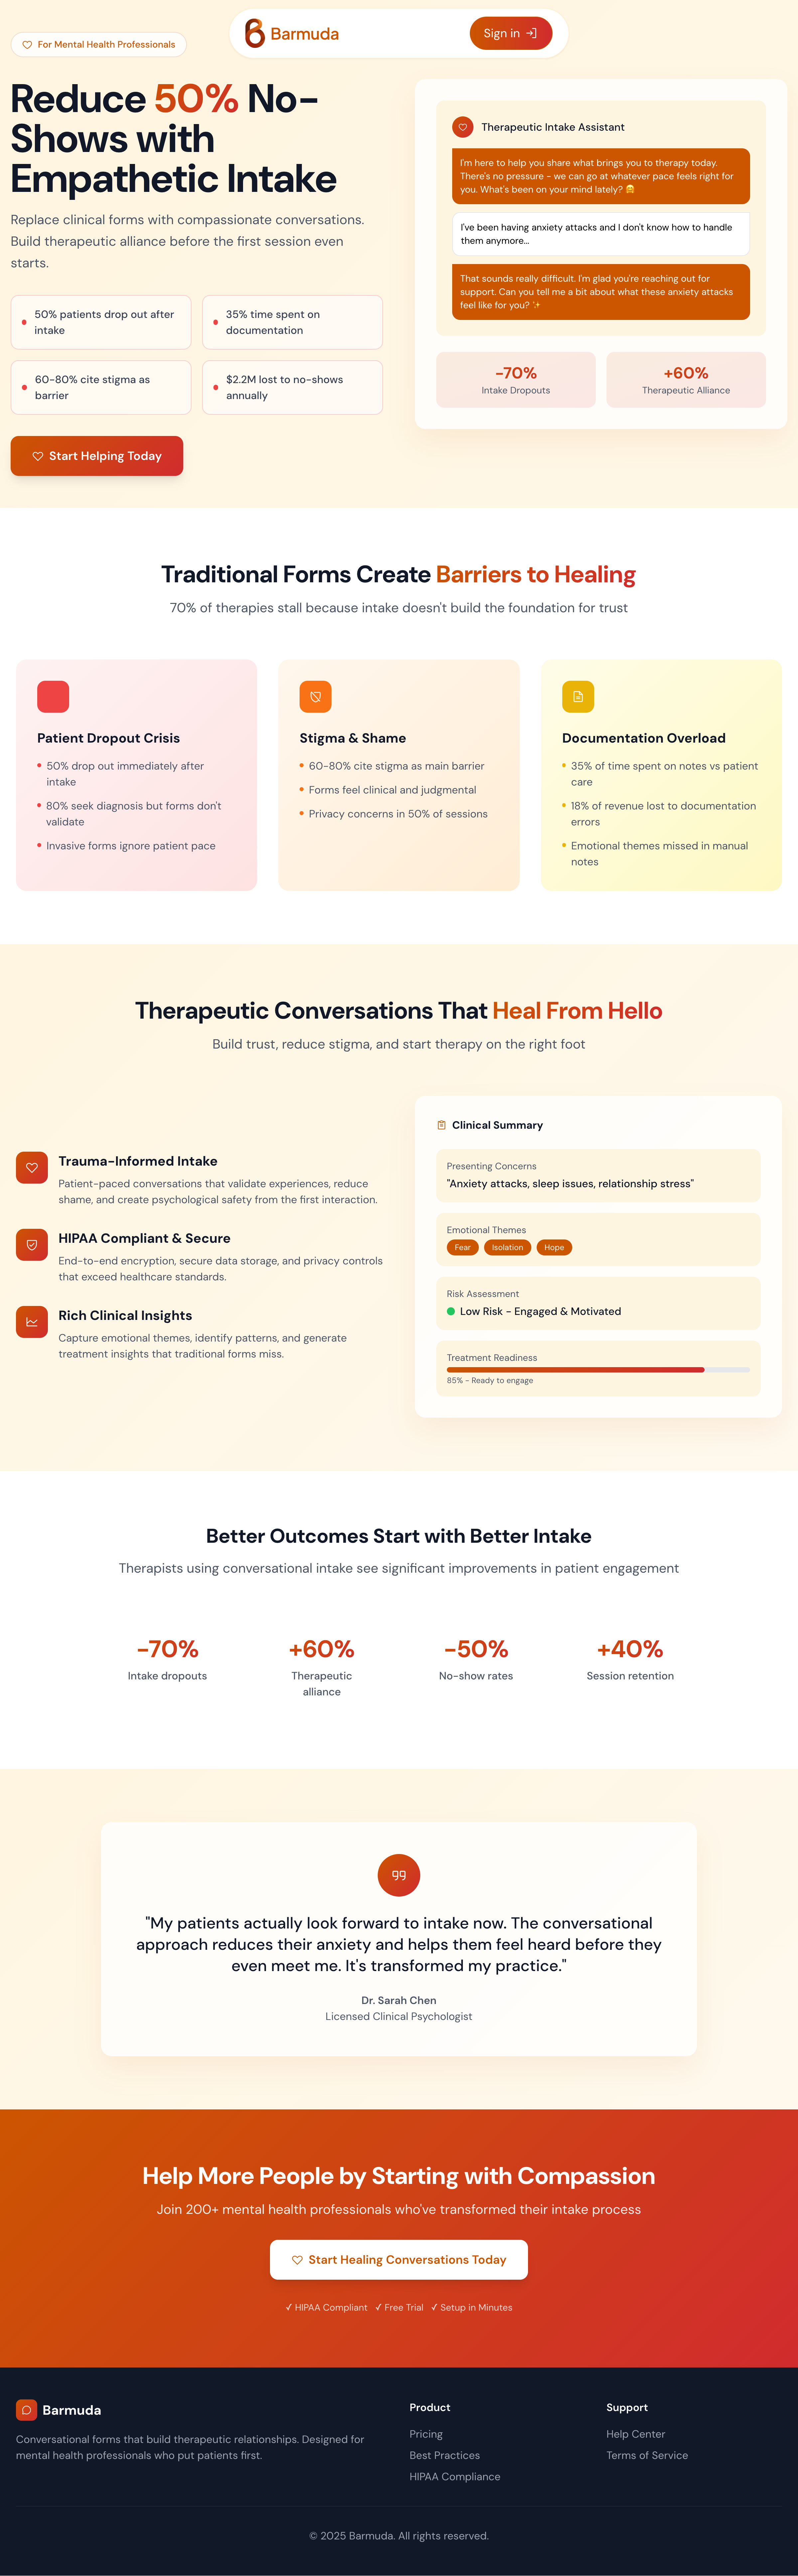 Barmuda
Sign in
For Mental Health Professionals
Reduce 50% No-
Shows with
Empathetic Intake
Replace clinical forms with compassionate conversations.
Build therapeutic alliance before the first session even
starts.
50% patients drop out after
intake
35% time spent on
documentation
60-80% cite stigma as
barrier
$2.2M lost to no-shows
annually
Start Helping Today
Therapeutic Intake Assistant
I'm here to help you share what brings you to therapy today.
There's no pressure - we can go at whatever pace feels right for
you. What's been on your mind lately? 🤗
I've been having anxiety attacks and I don't know how to handle
them anymore...
That sounds really difficult. I'm glad you're reaching out for
support. Can you tell me a bit about what these anxiety attacks
feel like for you? ✨
-70%
Intake Dropouts
+60%
Therapeutic Alliance
Traditional Forms Create Barriers to Healing
70% of therapies stall because intake doesn't build the foundation for trust
Patient Dropout Crisis
50% drop out immediately after
intake
80% seek diagnosis but forms don't
validate
Invasive forms ignore patient pace
Stigma & Shame
60-80% cite stigma as main barrier
Forms feel clinical and judgmental
Privacy concerns in 50% of sessions
Documentation Overload
35% of time spent on notes vs patient
care
18% of revenue lost to documentation
errors
Emotional themes missed in manual
notes
Therapeutic Conversations That Heal From Hello
Build trust, reduce stigma, and start therapy on the right foot
Trauma-Informed Intake
Patient-paced conversations that validate experiences, reduce
shame, and create psychological safety from the first interaction.
HIPAA Compliant & Secure
End-to-end encryption, secure data storage, and privacy controls
that exceed healthcare standards.
Rich Clinical Insights
Capture emotional themes, identify patterns, and generate
treatment insights that traditional forms miss.
Clinical Summary
Presenting Concerns
"Anxiety attacks, sleep issues, relationship stress"
Emotional Themes
Fear Isolation Hope
Risk Assessment
Low Risk - Engaged & Motivated
Treatment Readiness
85% - Ready to engage
Better Outcomes Start with Better Intake
Therapists using conversational intake see significant improvements in patient engagement
-70%
Intake dropouts
+60%
Therapeutic
alliance
-50%
No-show rates
+40%
Session retention
"My patients actually look forward to intake now. The conversational
approach reduces their anxiety and helps them feel heard before they
even meet me. It's transformed my practice."
Dr. Sarah Chen
Licensed Clinical Psychologist
Help More People by Starting with Compassion
Join 200+ mental health professionals who've transformed their intake process
Start Healing Conversations Today
✓ HIPAA Compliant ✓ Free Trial ✓ Setup in Minutes
Barmuda
Conversational forms that build therapeutic relationships. Designed for
mental health professionals who put patients first.
Product
Pricing
Best Practices
HIPAA Compliance
Support
Help Center
Terms of Service
© 2025 Barmuda. All rights reserved.